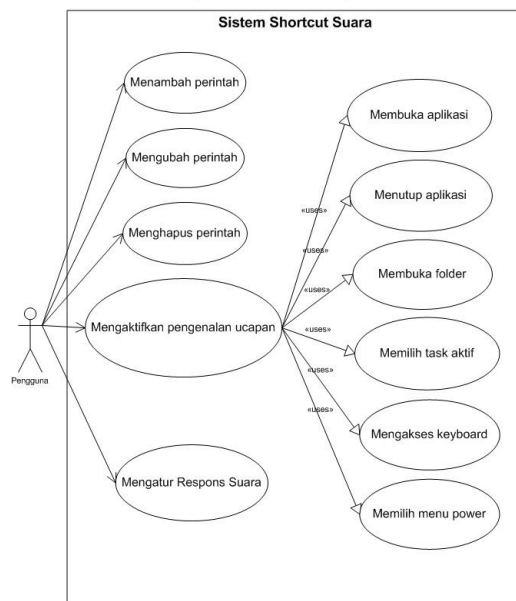 Sistem Shortcut Suara
Menambah perintah
Mengubah perintah
Menghapus perintah
Mengaktifkan pengenalan ucapan
Mengatur Respons Suara
Pengguna
Membuka aplikasi
Menutup aplikasi
Membuka folder
Memilih task aktif
Mengakses keyboard
Memilih menu power
«uses»
«uses»
«uses»
«uses»
«uses»
«uses»